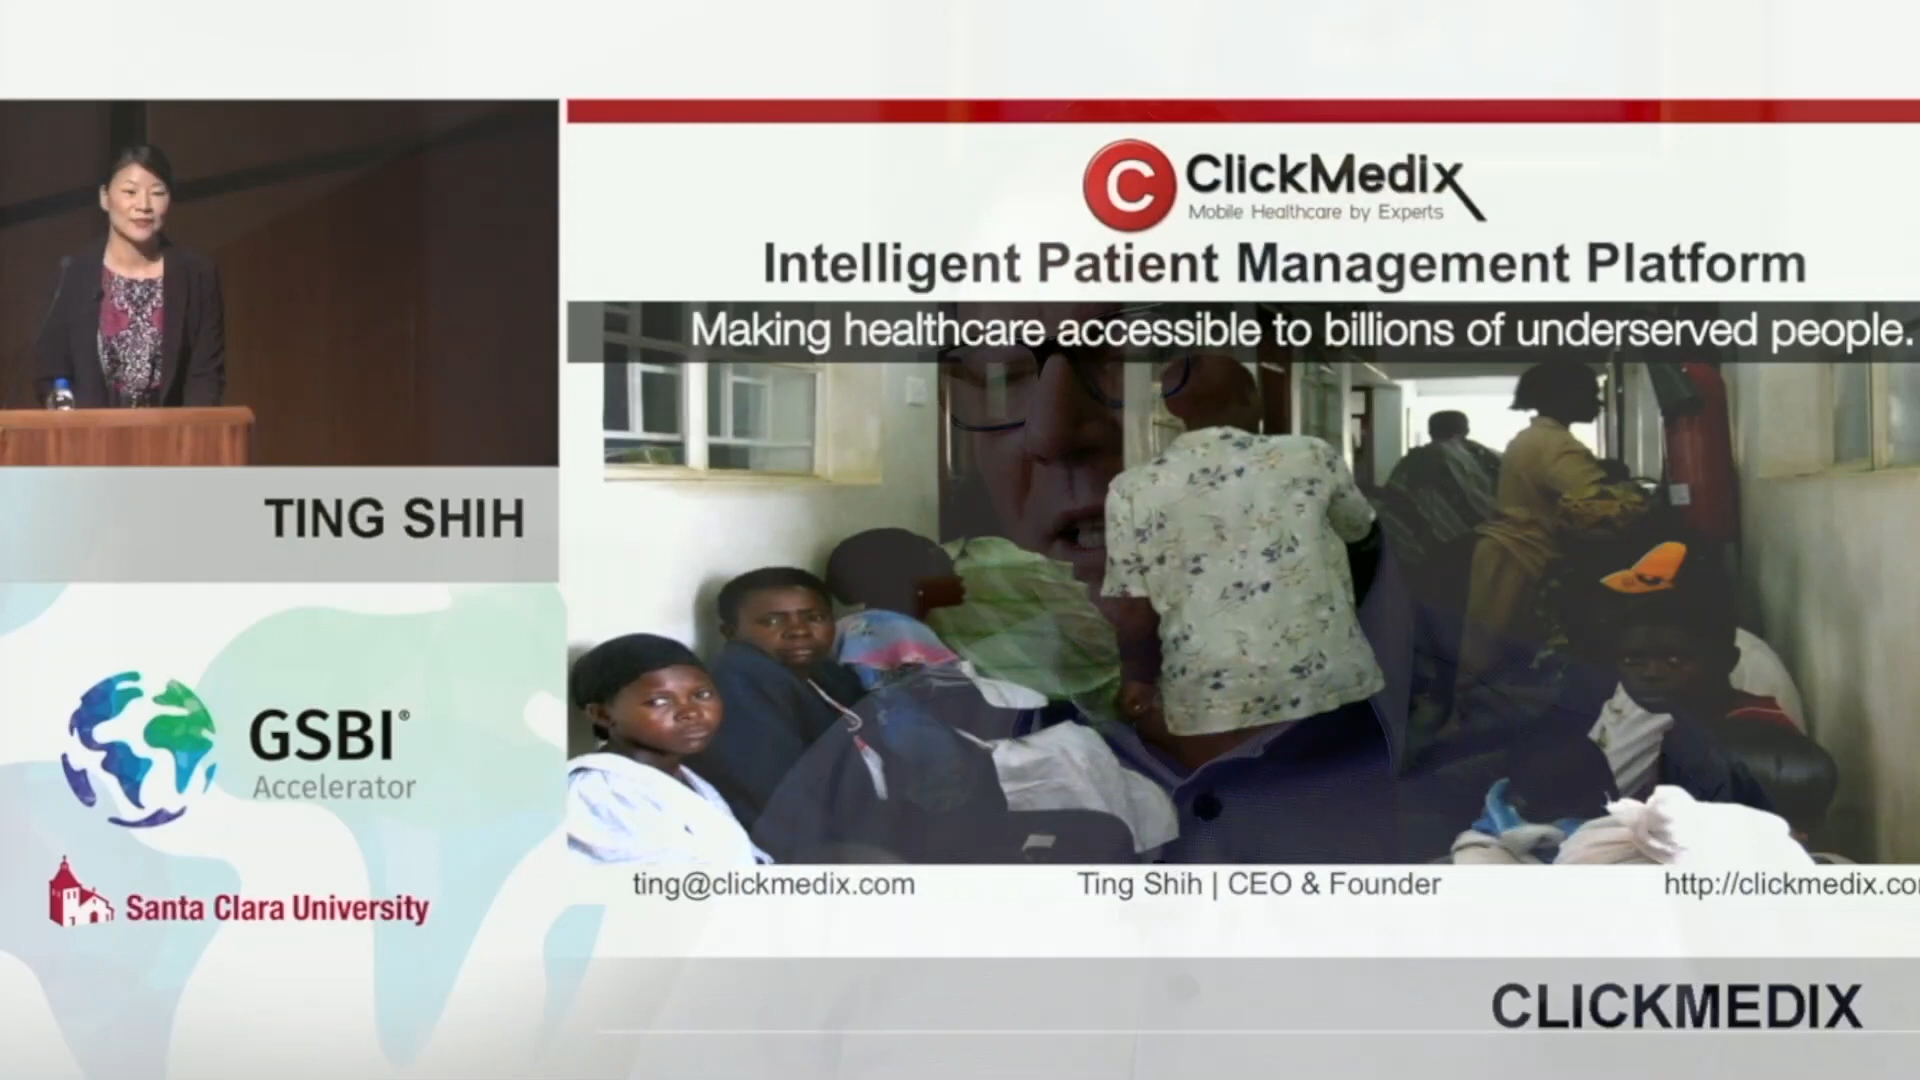 C ClickMedix
Mobile Healthcare by Experts
Intelligent Patient Management Platform
Making healthcare accessible to billions of underserved people.
TING SHIH
GSBI®
Accelerator
Santa Clara University
ting@clickmedix.com
Ting Shih | CEO & Founder
http://clickmedix.co
CLICKMEDIX